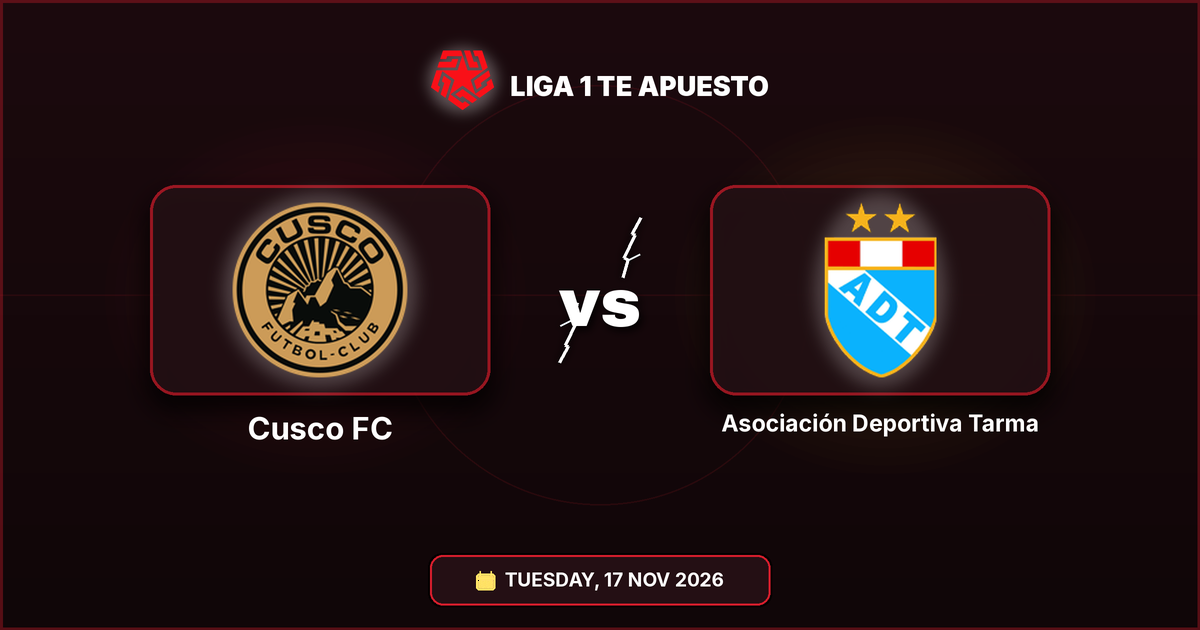 LIGA 1 TE APUESTO
CUSCO
FUTBOL-CLUB
VS
ADT
Cusco FC
Asociación Deportiva Tarma
TUESDAY, 17 NOV 2026